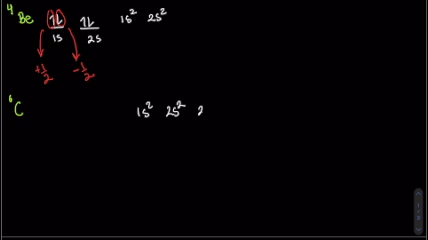 4 Be ⥮ ⥮ 1s² 2s²
1s 2s
+1/2 -1/2
6 C 1s² 2s² 2